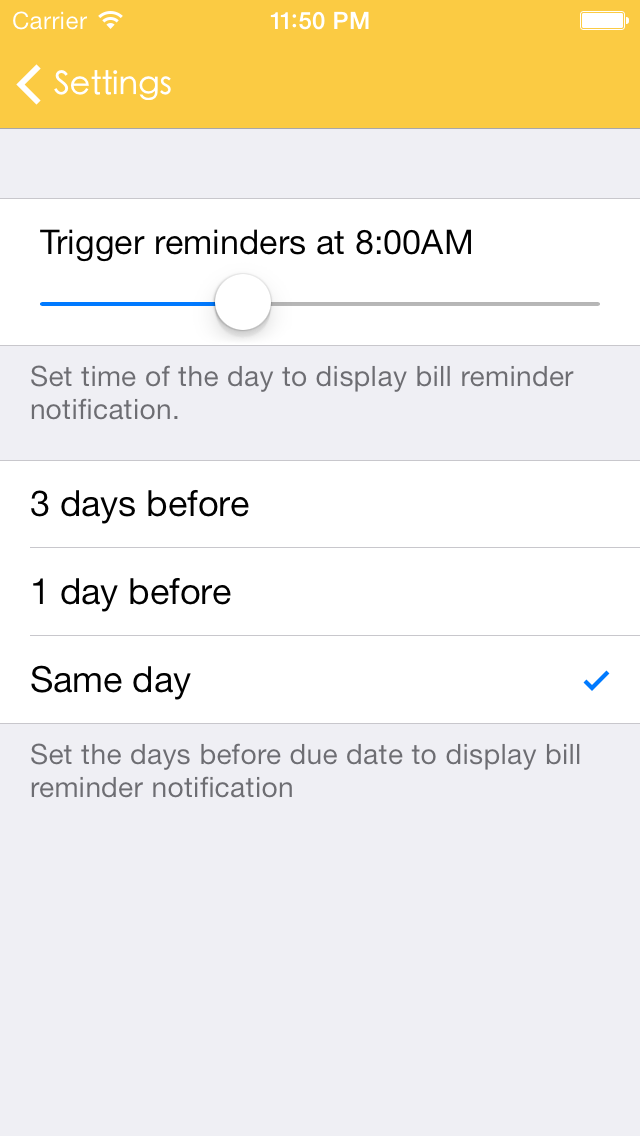 Carrier 11:50 PM
Settings
Trigger reminders at 8:00AM
Set time of the day to display bill reminder
notification.
3 days before
1 day before
Same day
Set the days before due date to display bill
reminder notification